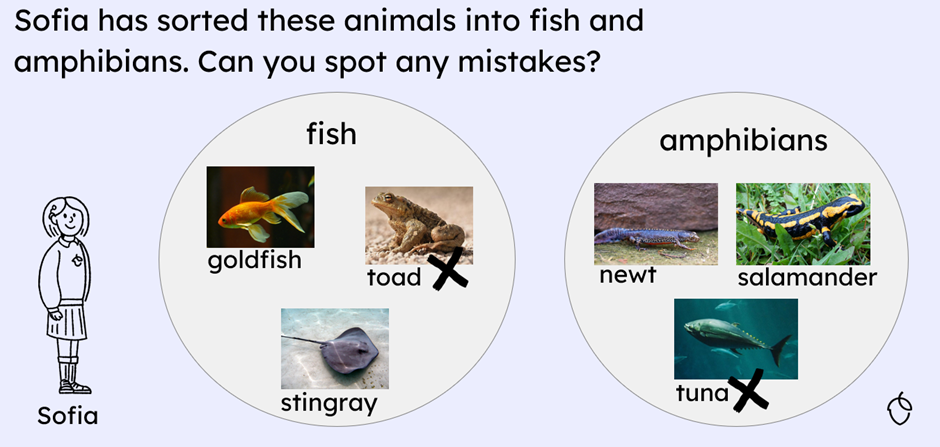 Sofia has sorted these animals into fish and
amphibians. Can you spot any mistakes?
fish
goldfish
toad
stingray
amphibians
newt
salamander
tuna
Sofia